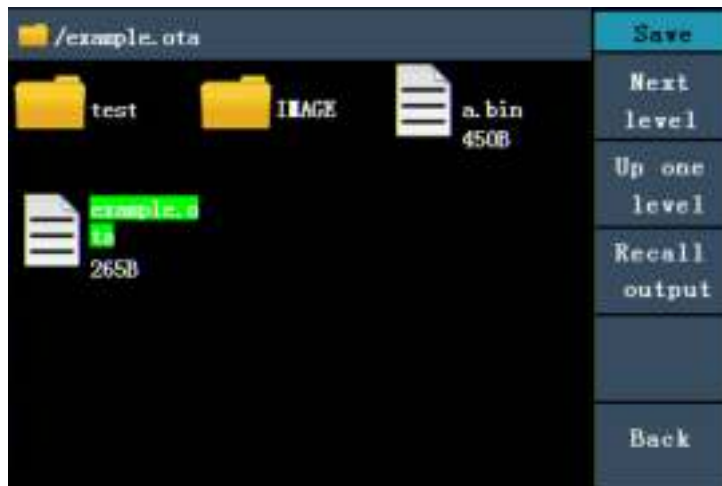 /example.ota
Save
test
IMAGE
a.bin
450B
example.o
ta
265B
Next
level
Up one
level
Recall
output
Back